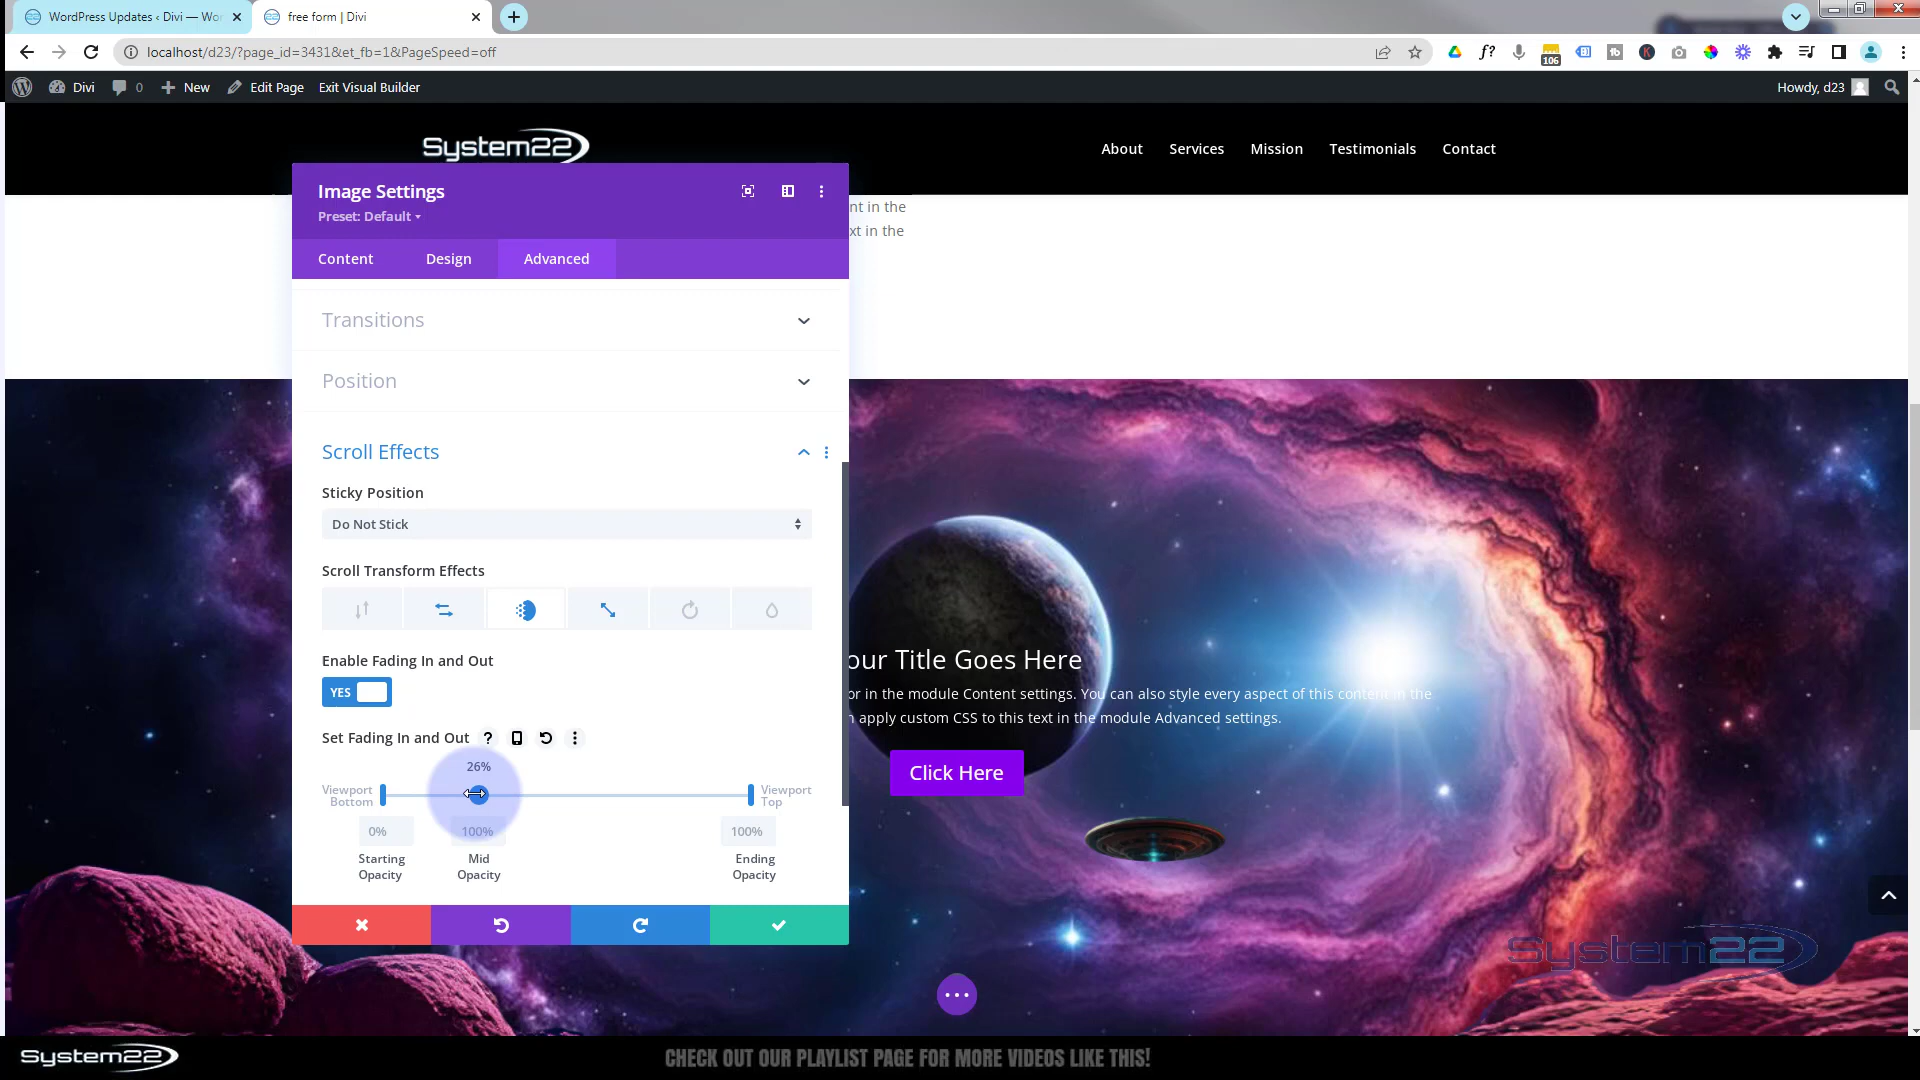 WordPress Updates ‹ Divi — Wor
free form | Divi
localhost/d23/?page_id=3431&et_fb=1&PageSpeed=off
f?
fb
K
106
Divi
0
New
Edit Page
Exit Visual Builder
Howdy, d23
System22
About
Services
Mission
Testimonials
Contact
Image Settings
Preset: Default
nt in the
xt in the
Content
Design
Advanced
Transitions
Position
Scroll Effects
Sticky Position
Do Not Stick
Scroll Transform Effects
Enable Fading In and Out
YES
Set Fading In and Out
?
26%
Viewport
Bottom
Viewport
Top
0%
100%
100%
Starting
Opacity
Mid
Opacity
Ending
Opacity
our Title Goes Here
or in the module Content settings. You can also style every aspect of this content in the
n apply custom CSS to this text in the module Advanced settings.
Click Here
System22
System22
CHECK OUT OUR PLAYLIST PAGE FOR MORE VIDEOS LIKE THIS!